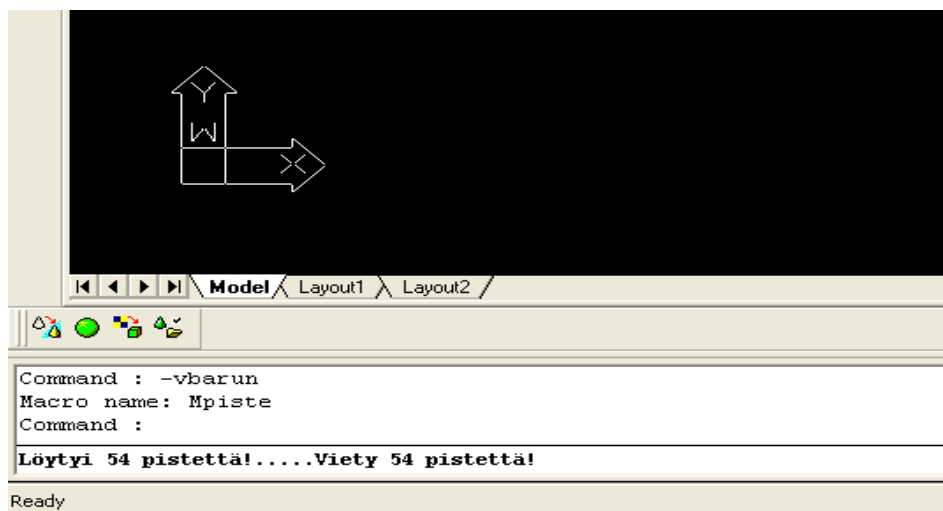 Y
W
X
Model Layout1 Layout2
Command : -vbarun
Macro name: Mpiste
Command :
Löytyi 54 pistettä!.....Viety 54 pistettä!
Ready